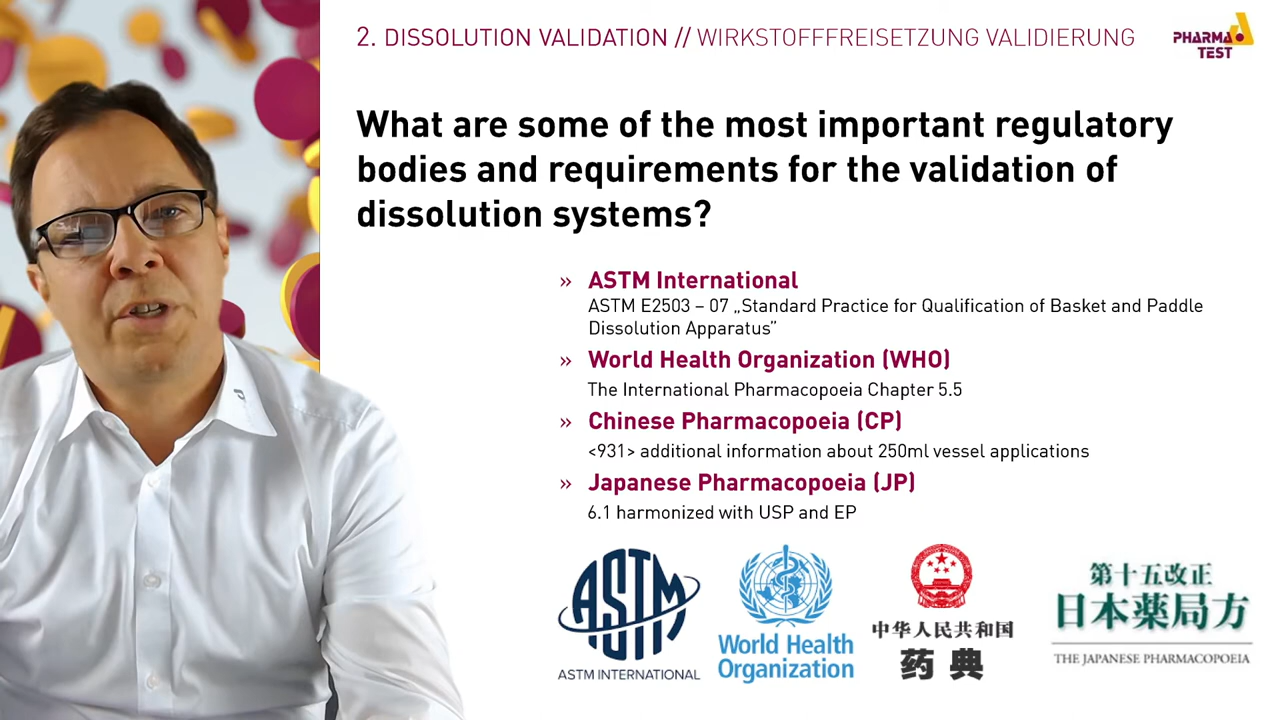 2. DISSOLUTION VALIDATION // WIRKSTOFFFREISETZUNG VALIDIERUNG
PHARMA
TEST
What are some of the most important regulatory
bodies and requirements for the validation of
dissolution systems?
» ASTM International
ASTM E2503 – 07 „Standard Practice for Qualification of Basket and Paddle
Dissolution Apparatus”
» World Health Organization (WHO)
The International Pharmacopoeia Chapter 5.5
» Chinese Pharmacopoeia (CP)
<931> additional information about 250ml vessel applications
» Japanese Pharmacopoeia (JP)
6.1 harmonized with USP and EP
ASTM
ASTM INTERNATIONAL
World Health
Organization
中华人民共和国
药典
第十五改正
日本薬局方
THE JAPANESE PHARMACOPOEIA